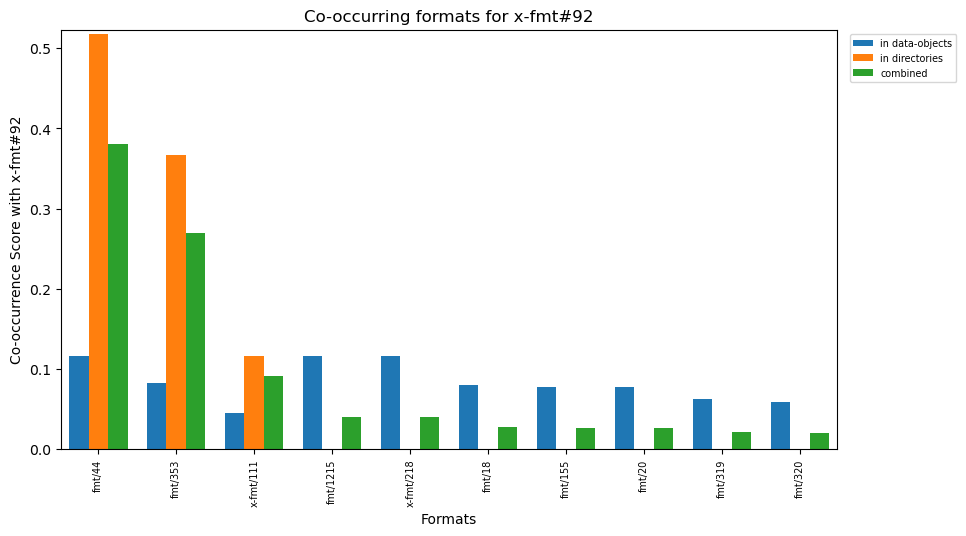 Co-occurring formats for x-fmt#92
in data-objects
in directories
combined
Co-occurrence Score with x-fmt#92
0.5
0.4
0.3
0.2
0.1
0.0
fmt/44
fmt/353
x-fmt/111
fmt/1215
x-fmt/218
fmt/18
fmt/155
fmt/20
fmt/319
fmt/320
Formats